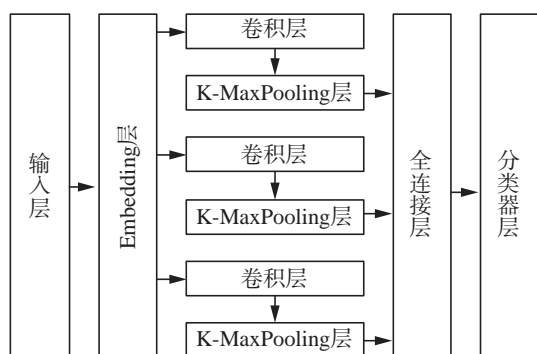 输入层
Embedding层
卷积层
K-MaxPooling层
卷积层
K-MaxPooling层
卷积层
K-MaxPooling层
全连接层
分类器层